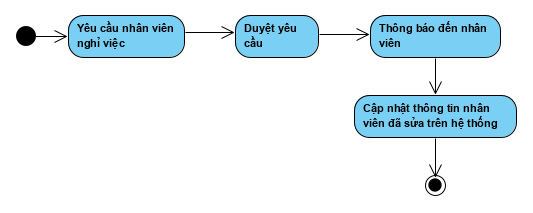 Yêu cầu nhân viên
nghỉ việc
Duyệt yêu
cầu
Thông báo đến nhân
viên
Cập nhật thông tin nhân
viên đã sửa trên hệ thống